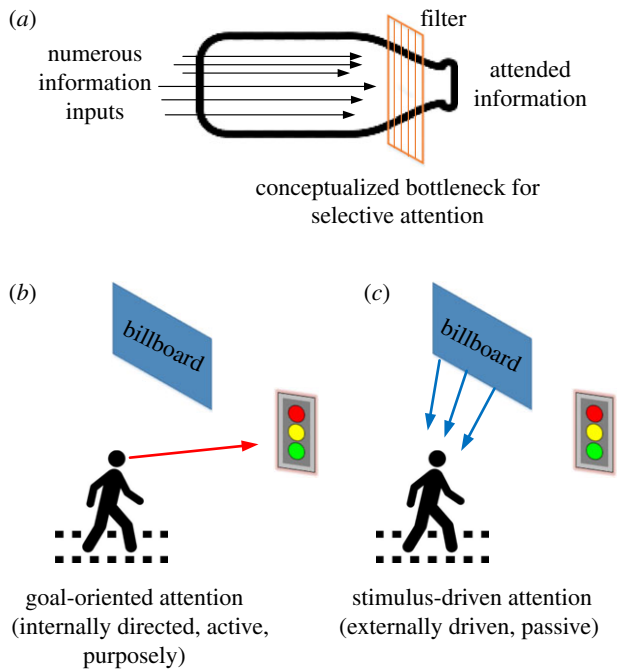 (a)
filter
numerous
information
inputs
attended
information
conceptualized bottleneck for
selective attention
(b)
billboard
goal-oriented attention
(internally directed, active,
purposely)
(c)
billboard
stimulus-driven attention
(externally driven, passive)